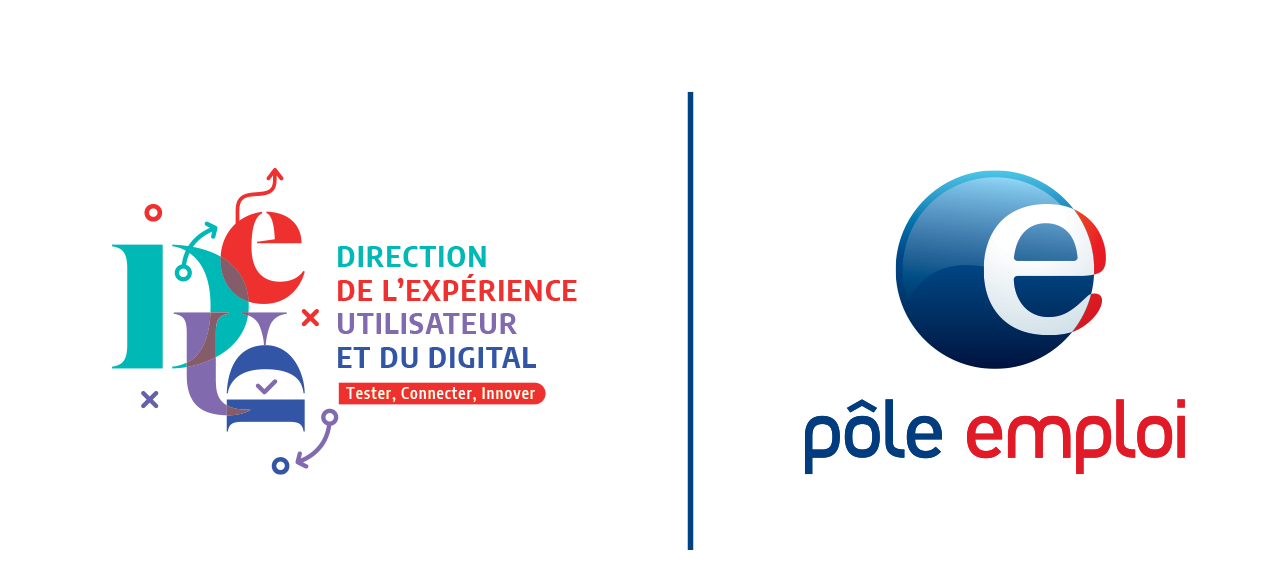 DIRECTION
DE L’EXPÉRIENCE
UTILISATEUR
ET DU DIGITAL
Tester, Connecter, Innover
e
pôle emploi